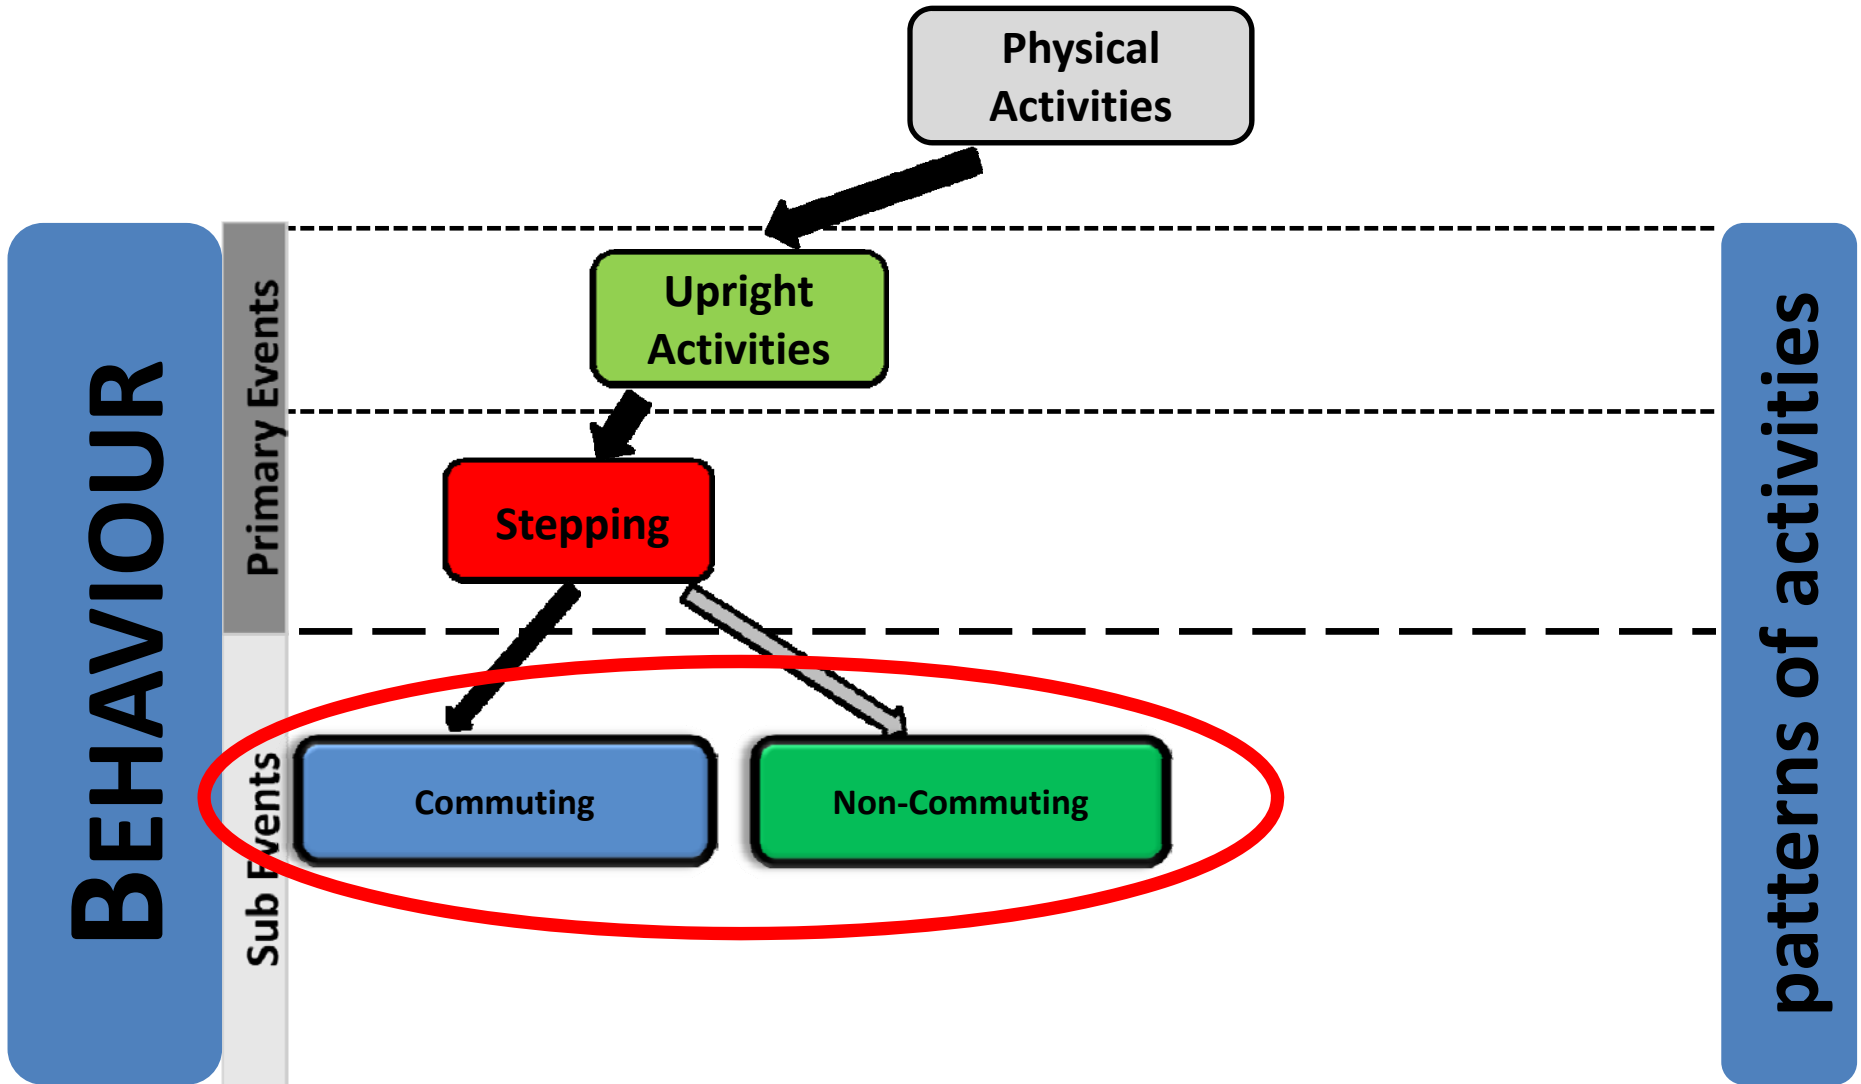 Physical
Activities
BEHAVIOUR
Primary Events
Upright
Activities
Stepping
Sub Events
Commuting
Non-Commuting
patterns of activities